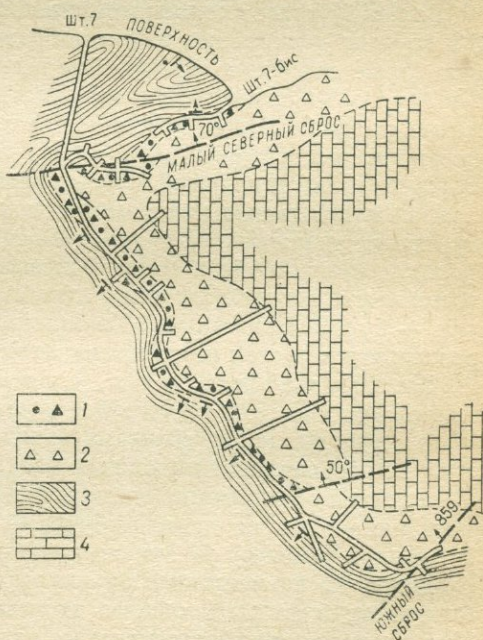 Шт.7
ПОВЕРХНОСТЬ
Шт.7-бис
70°
МАЛЫЙ СЕВЕРНЫЙ СБРОС
1
2
3
4
50°
859
ЮЖНЫЙ
СБРОС